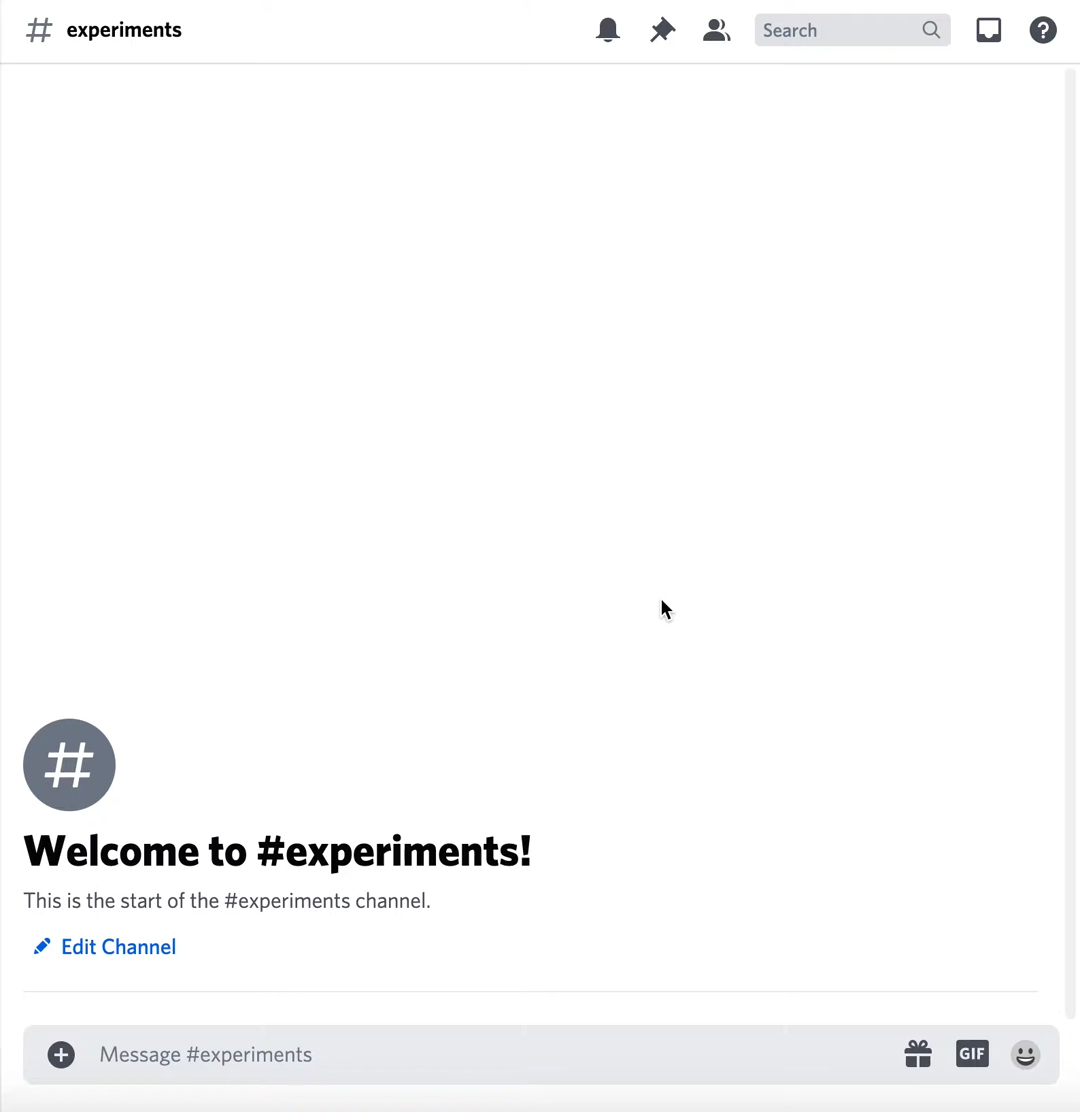 # experiments
Search
Welcome to #experiments!
This is the start of the #experiments channel.
Edit Channel
Message #experiments
GIF